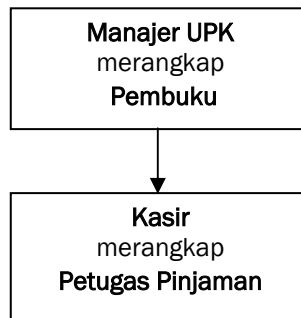 Manajer UPK
merangkap
Pembuku
Kasir
merangkap
Petugas Pinjaman